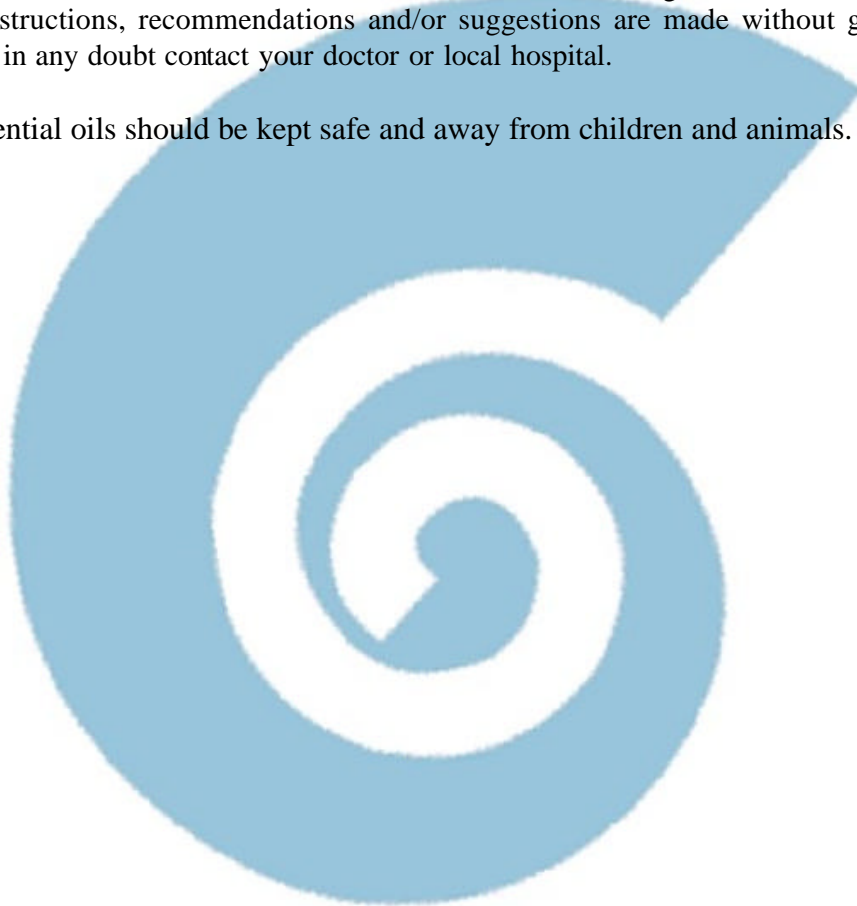 structions, recommendations and/or suggestions are made without g
in any doubt contact your doctor or local hospital.
ential oils should be kept safe and away from children and animals.